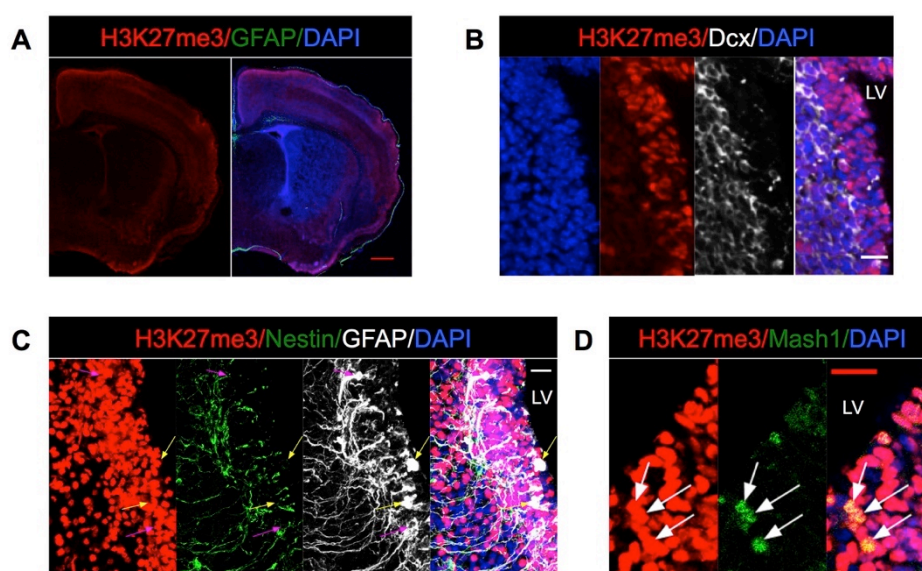 A
H3K27me3/GFAP/DAPI
B
H3K27me3/Dcx/DAPI
LV
C
H3K27me3/Nestin/GFAP/DAPI
LV
D
H3K27me3/Mash1/DAPI
LV